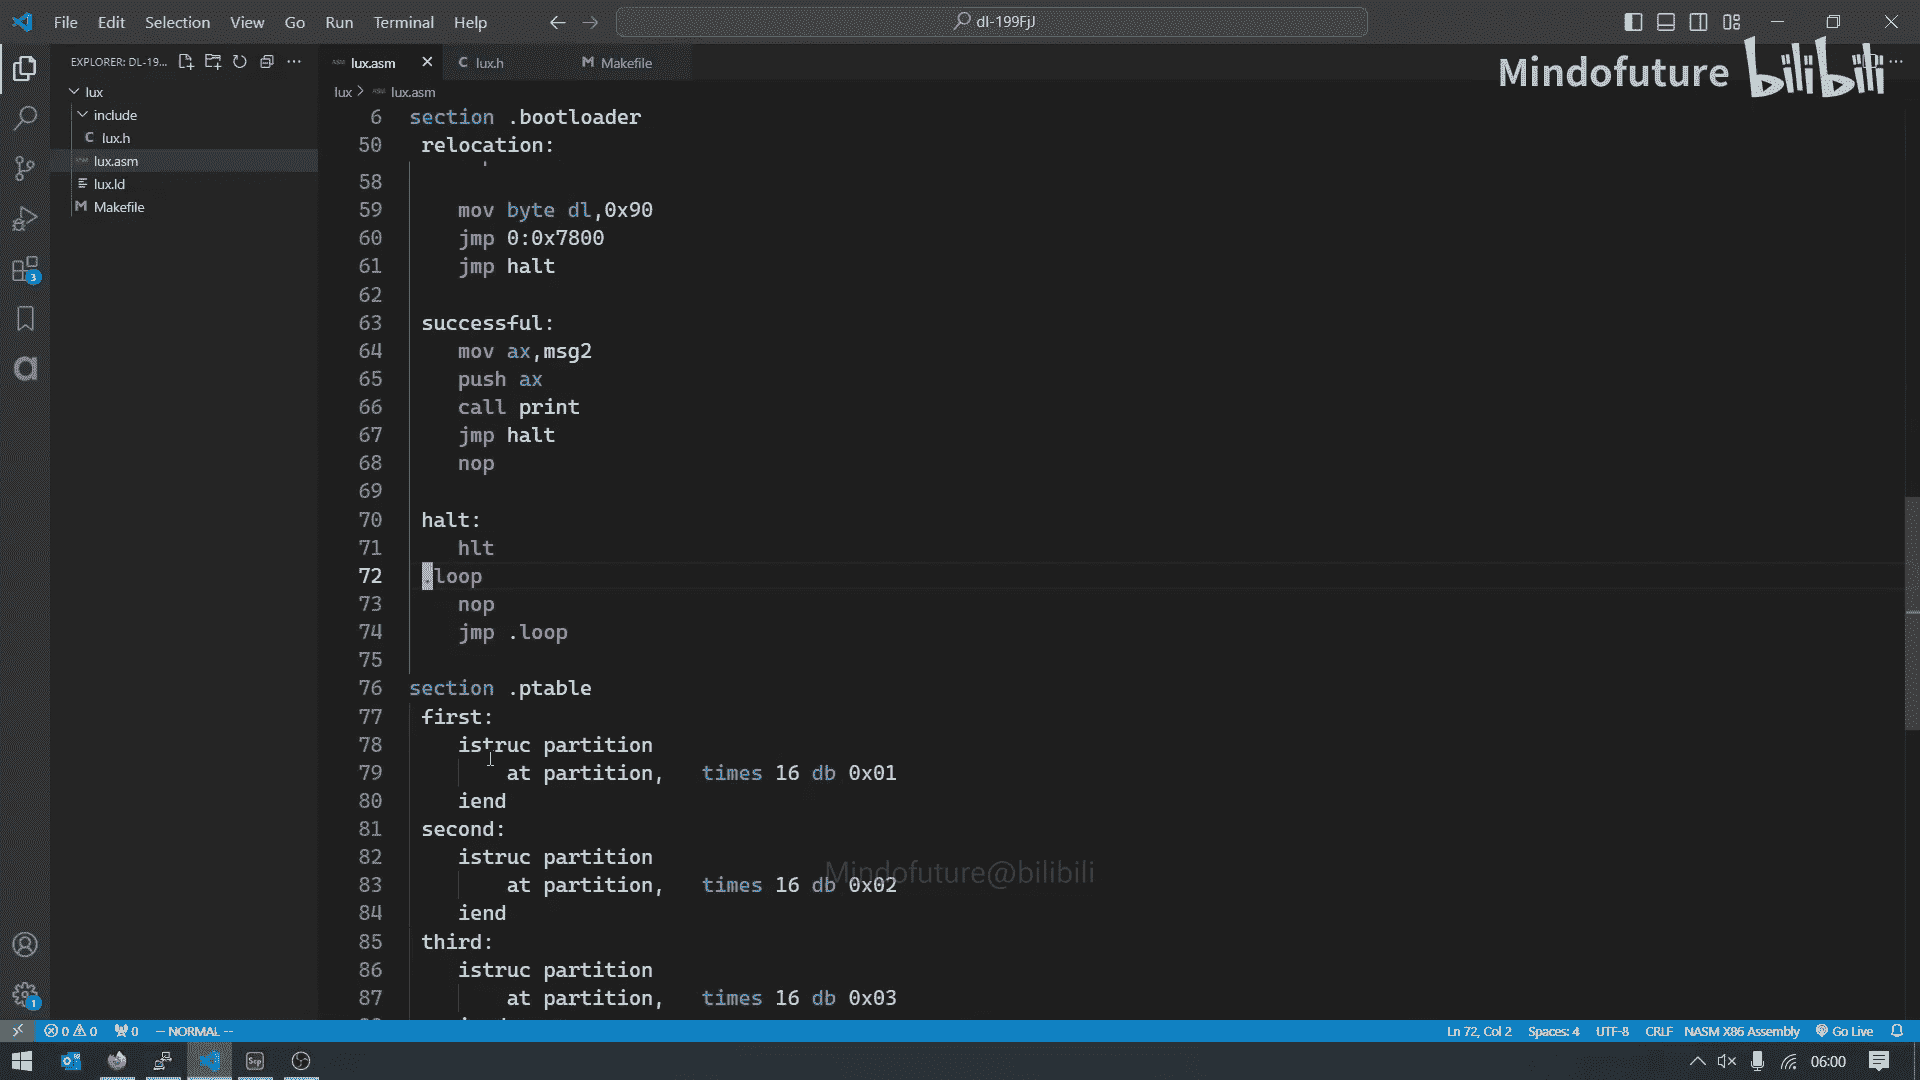 File Edit Selection View Go Run Terminal Help
dl-199FjJ
Mindofuture bilibili
EXPLORER: DL-19...
lux
include
C lux.h
lux.asm
lux.ld
M Makefile
lux.asm
C lux.h
M Makefile
lux > lux.asm
6 section .bootloader
50 relocation:
58
59 mov byte dl,0x90
60 jmp 0:0x7800
61 jmp halt
62
63 successful:
64 mov ax,msg2
65 push ax
66 call print
67 jmp halt
68 nop
69
70 halt:
71 hlt
72 .loop
73 nop
74 jmp .loop
75
76 section .ptable
77 first:
78 istruc partition
79 at partition, times 16 db 0x01
80 iend
81 second:
82 istruc partition
83 at partition, times 16 db 0x02
84 iend
85 third:
86 istruc partition
87 at partition, times 16 db 0x03
Mindofuture@bilibili
3
1
0 0 0 -- NORMAL --
Ln 72, Col 2 Spaces: 4 UTF-8 CRLF NASM X86 Assembly Go Live
06:00